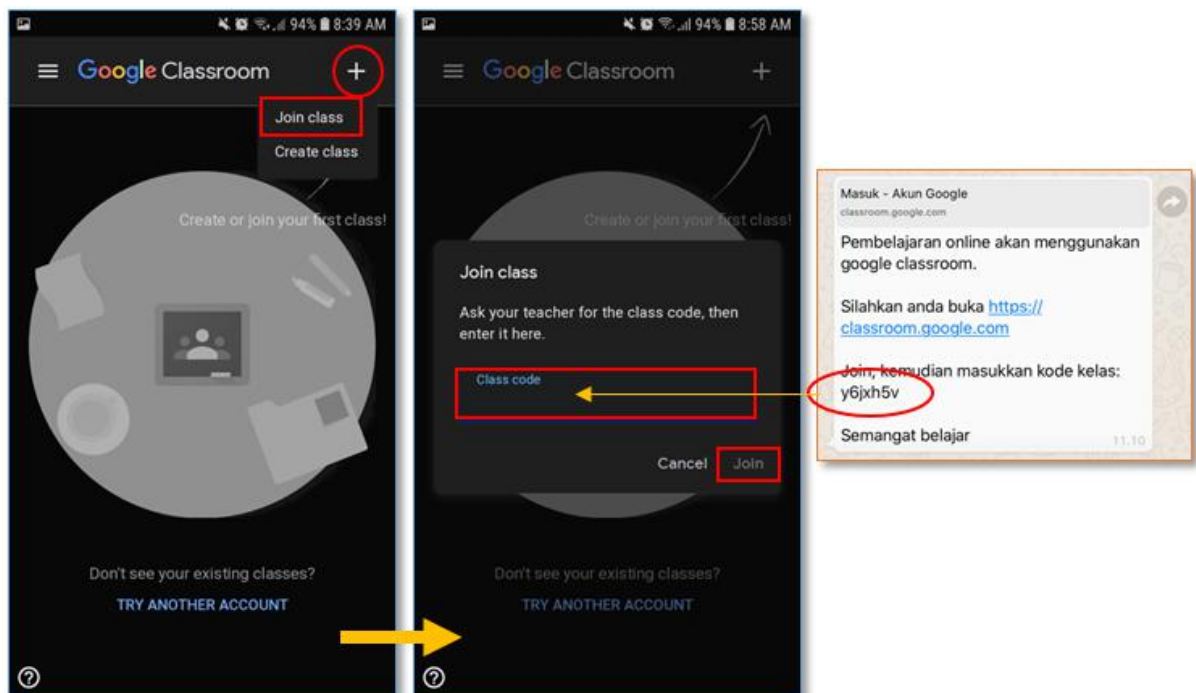 94% 8:39 AM
Google Classroom
+
Join class
Create class
Create or join your first class!
Don't see your existing classes?
TRY ANOTHER ACCOUNT
?
94% 8:58 AM
Google Classroom
+
Create or join your first class!
Join class
Ask your teacher for the class code, then
enter it here.
Class code
Cancel Join
Don't see your existing classes?
TRY ANOTHER ACCOUNT
?
Masuk - Akun Google
classroom.google.com
Pembelajaran online akan menggunakan
google classroom.
Silahkan anda buka https://
classroom.google.com
Join, kemudian masukkan kode kelas:
y6jxh5v
Semangat belajar
11.10